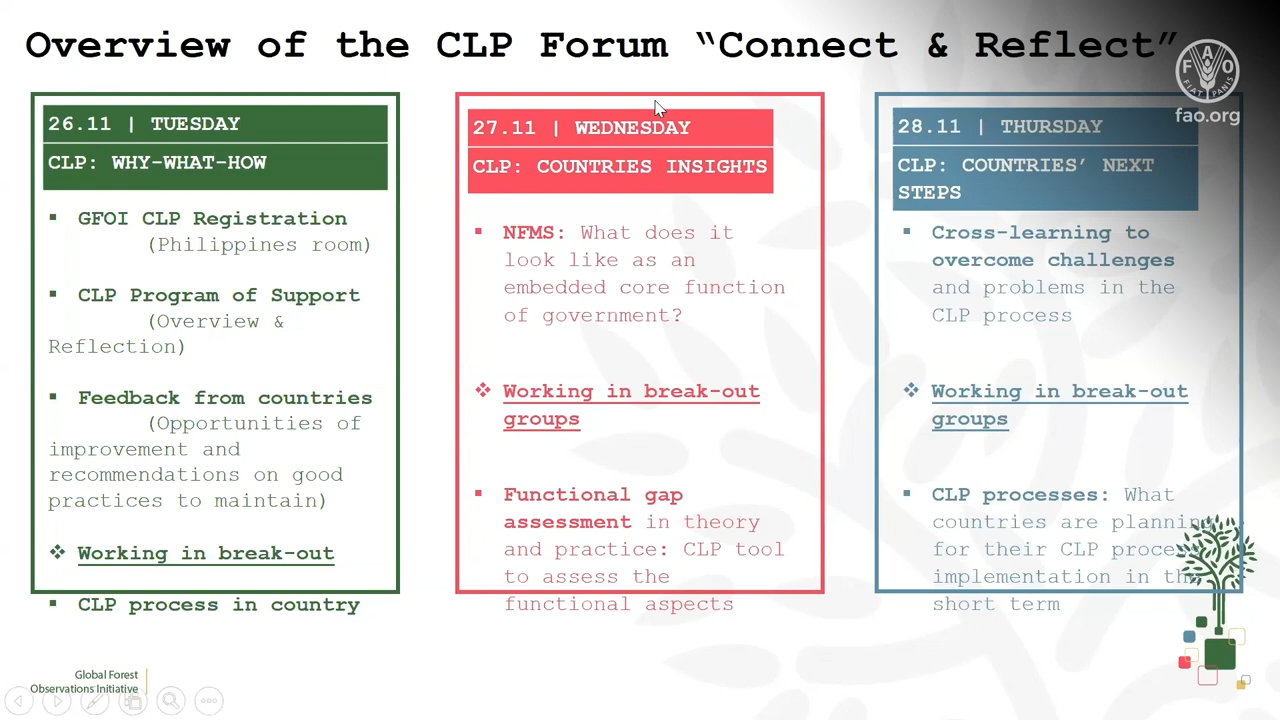 Overview of the CLP Forum “Connect & Reflect”
FAO
FIAT PANIS
fao.org
26.11 | TUESDAY
CLP: WHY-WHAT-HOW
▪ GFOI CLP Registration
(Philippines room)
▪ CLP Program of Support
(Overview &
Reflection)
▪ Feedback from countries
(Opportunities of
improvement and
recommendations on good
practices to maintain)
❖ Working in break-out
▪ CLP process in country
27.11 | WEDNESDAY
CLP: COUNTRIES INSIGHTS
▪ NFMS: What does it
look like as an
embedded core function
of government?
❖ Working in break-out
groups
▪ Functional gap
assessment in theory
and practice: CLP tool
to assess the
functional aspects
28.11 | THURSDAY
CLP: COUNTRIES’ NEXT
STEPS
▪ Cross-learning to
overcome challenges
and problems in the
CLP process
❖ Working in break-out
groups
▪ CLP processes: What
countries are planning
for their CLP process
implementation in the
short term
Global Forest
Observations Initiative